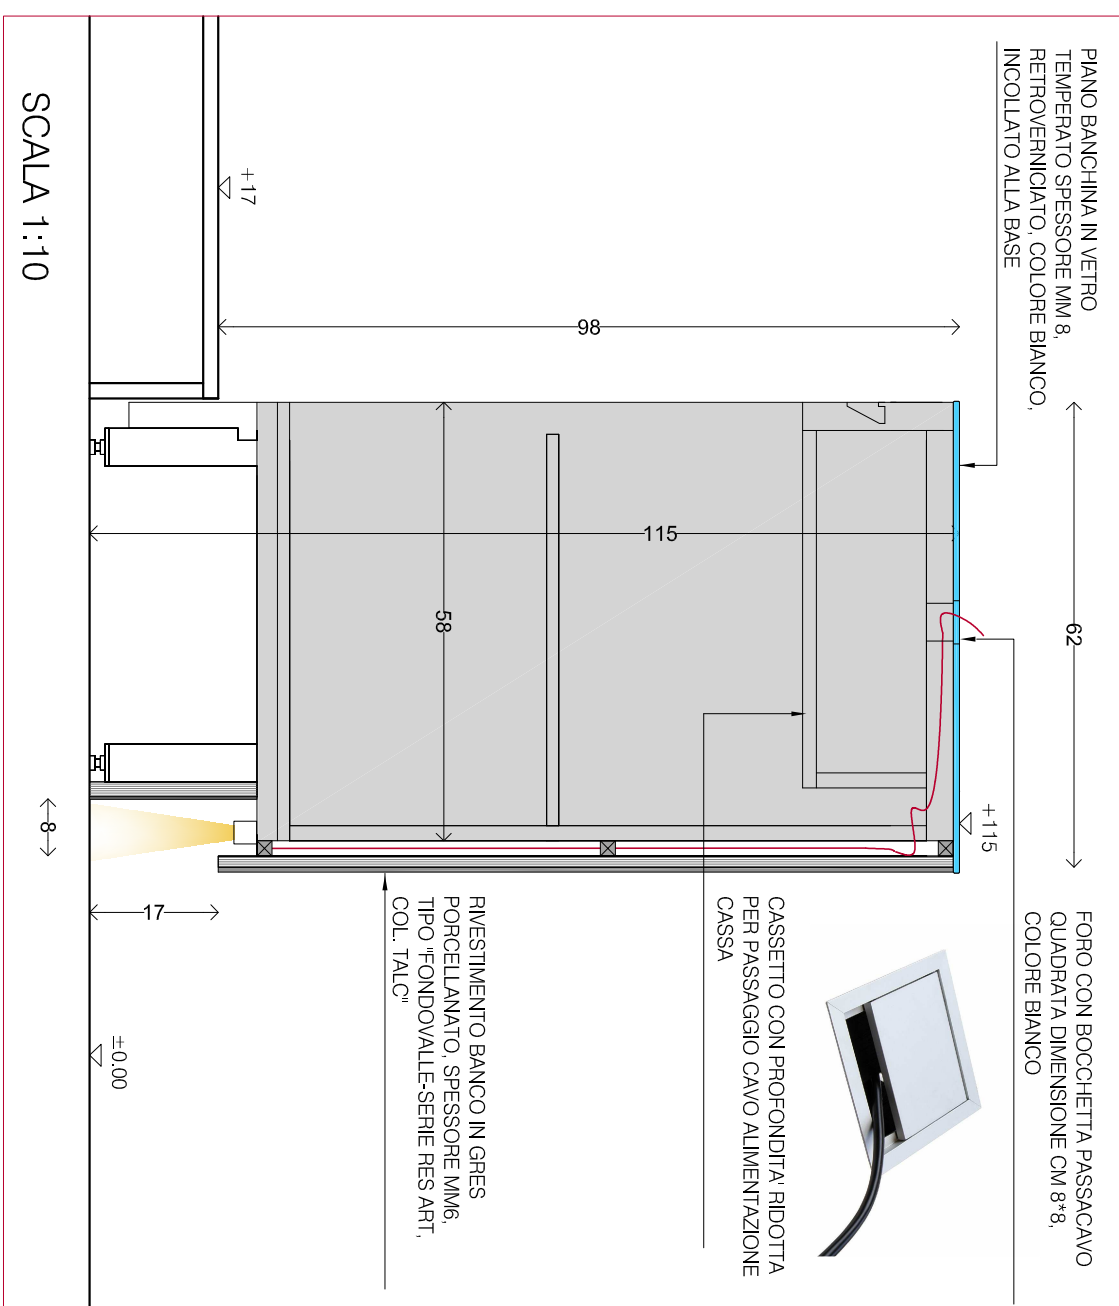 PIANO BANCHINA IN VETRO
TEMPERATO SPESSORE MM 8,
RETROVERNICIATO, COLORE BIANCO,
INCOLLATO ALLA BASE
FORO CON BOCCHETTA PASSACAVO
QUADRATA DIMENSIONE CM 8*8,
COLORE BIANCO
62
+115
CASSETTO CON PROFONDITA' RIDOTTA
PER PASSAGGIO CAVO ALIMENTAZIONE
CASSA
98
115
58
RIVESTIMENTO BANCO IN GRES
PORCELLANATO, SPESSORE MM6,
TIPO "FONDOVALLE-SERIE RES ART,
COL. TALC"
+17
17
±0.00
8
SCALA 1:10